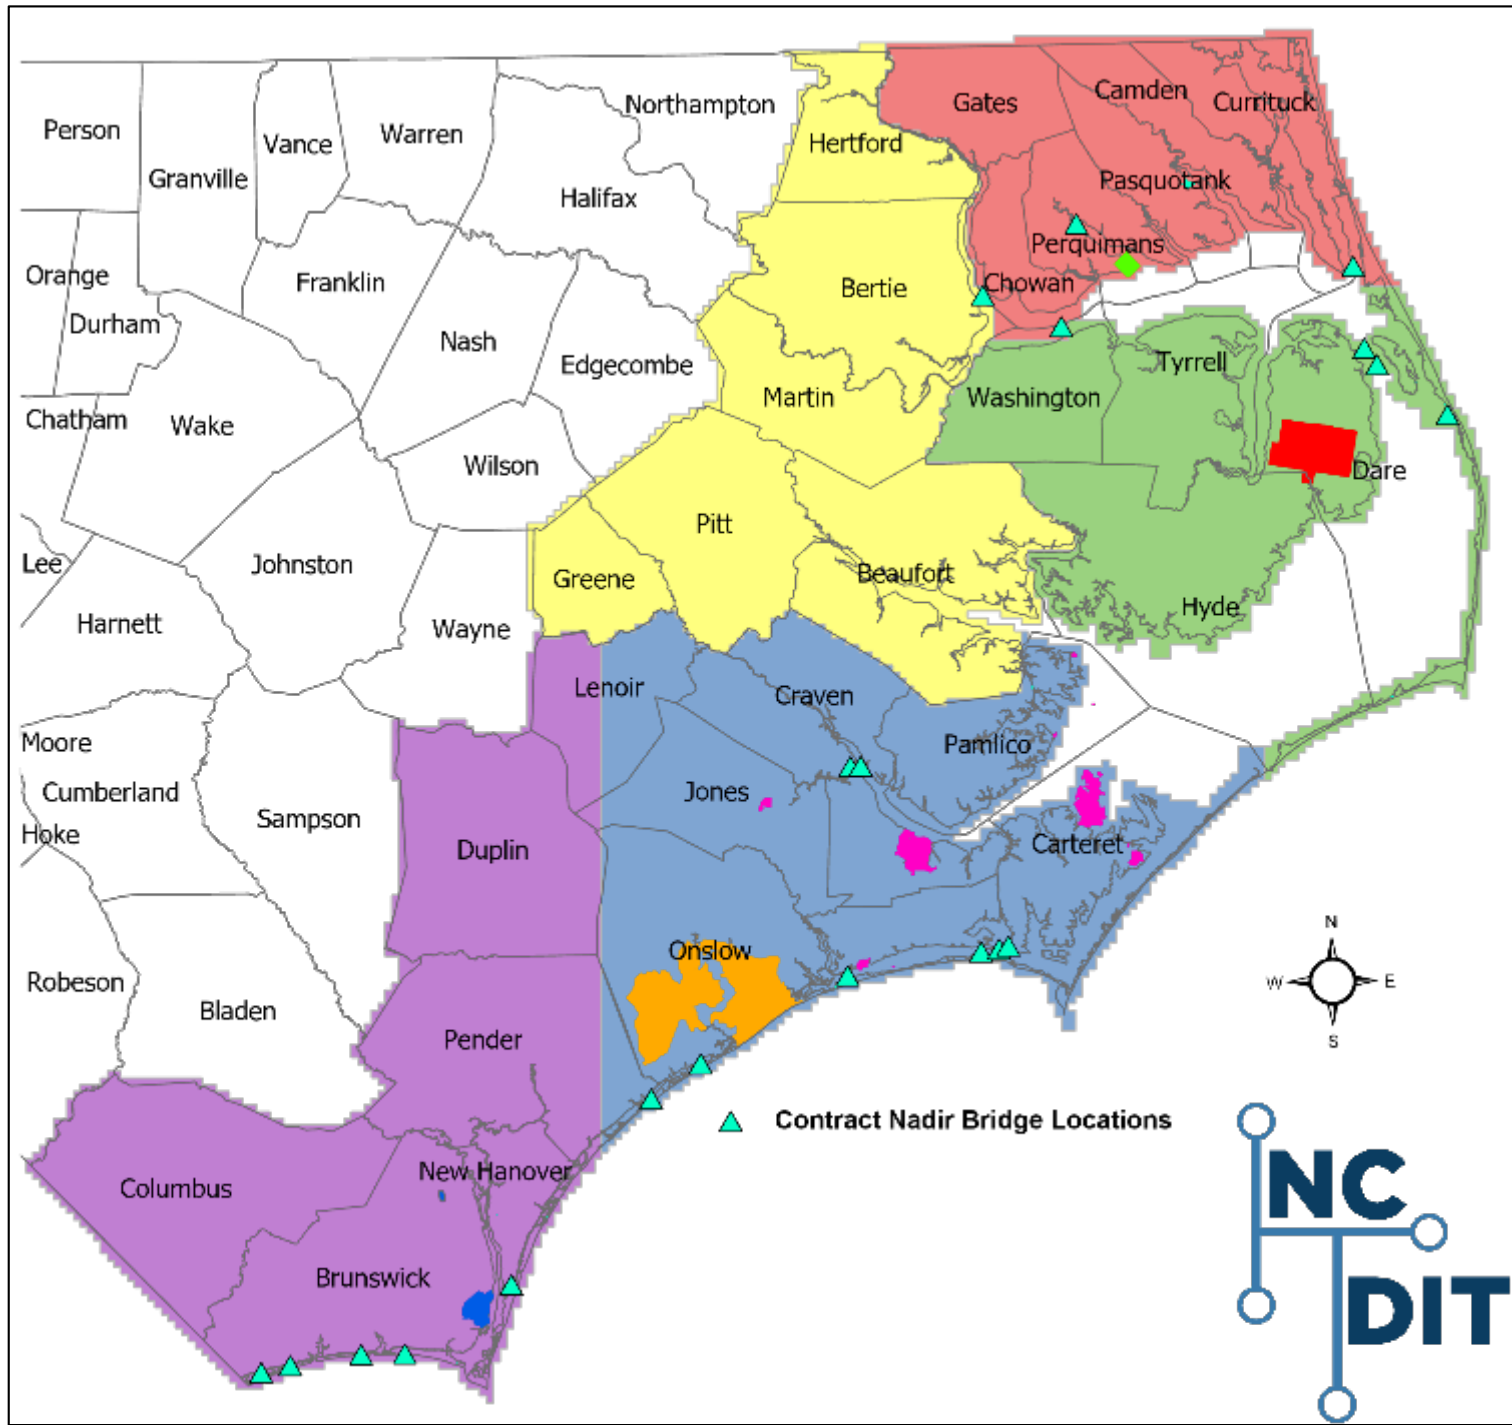 Northampton
Gates
Camden
Currituck
Person
Vance
Warren
Hertford
Granville
Halifax
Pasquotank
Perquimans
Orange
Franklin
Bertie
Chowan
Durham
Nash
Edgecombe
Tyrrell
Martin
Washington
Chatham
Wake
Wilson
Dare
Pitt
Lee
Johnston
Greene
Beaufort
Hyde
Harnett
Wayne
Lenoir
Craven
Moore
Pamlico
Cumberland
Jones
Sampson
Hoke
Duplin
Carteret
Onslow
N
Robeson
W
E
Bladen
Pender
S
Contract Nadir Bridge Locations
New Hanover
Columbus
NC
Brunswick
DIT